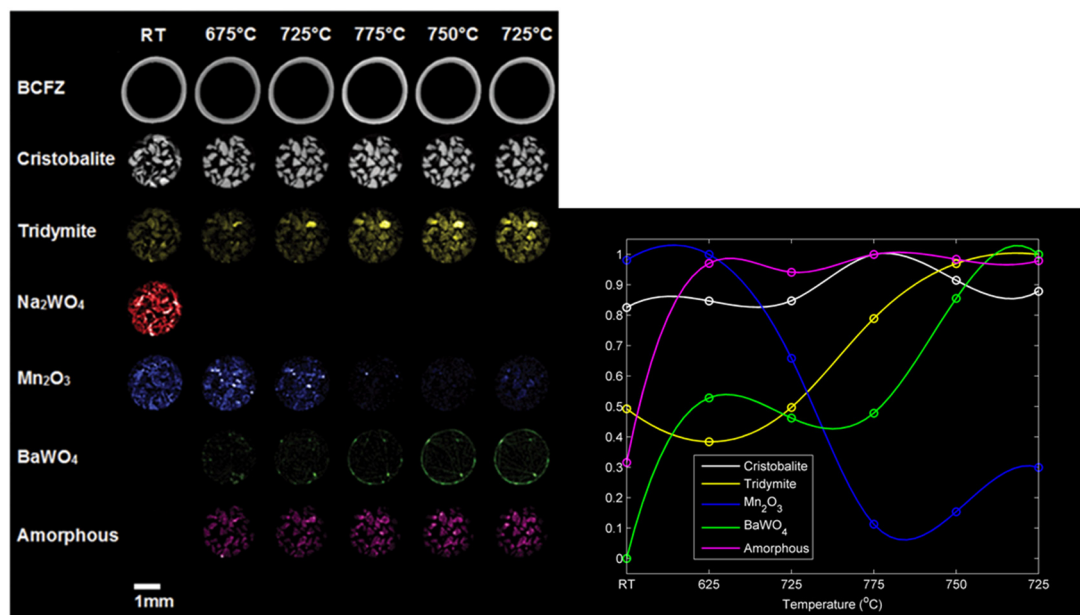 RT 675°C 725°C 775°C 750°C 725°C
BCFZ
Cristobalite
Tridymite
Na₂WO₄
Mn₂O₃
BaWO₄
Amorphous
1mm
1
0.9
0.8
0.7
0.6
0.5
0.4
0.3
0.2
0.1
0
Cristobalite
Tridymite
Mn₂O₃
BaWO₄
Amorphous
RT 625 725 775 750 725
Temperature (°C)